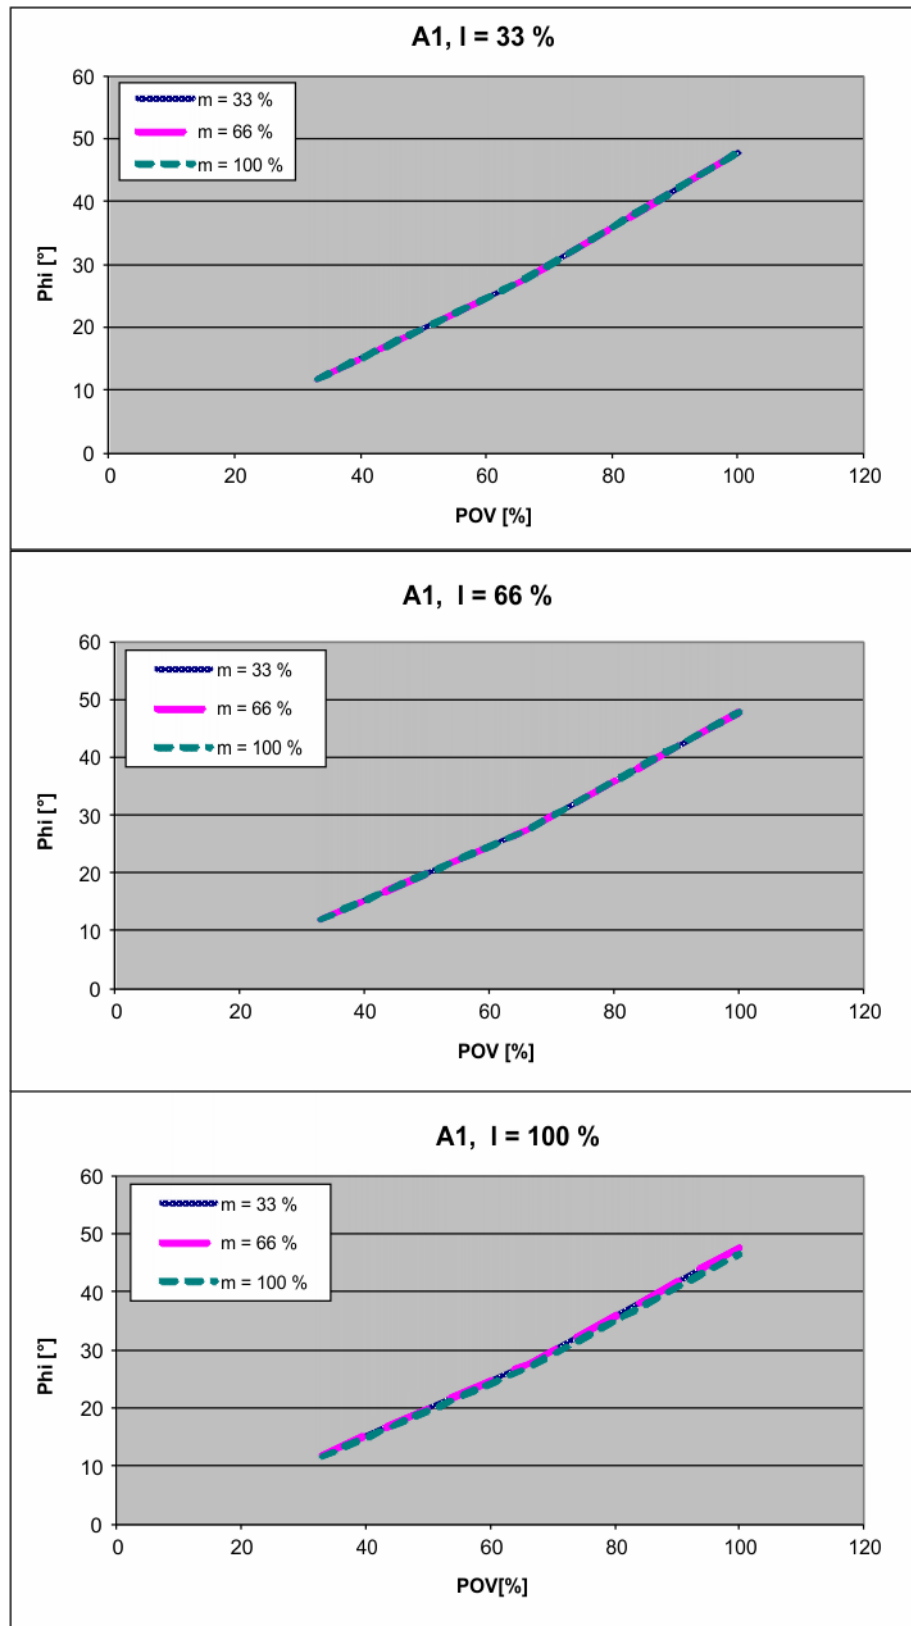 A1, l = 33 %
60
50
40
30
20
10
0
m = 33 %
m = 66 %
m = 100 %
Phi [°]
0 20 40 60 80 100 120
POV [%]
A1, l = 66 %
60
50
40
30
20
10
0
m = 33 %
m = 66 %
m = 100 %
Phi [°]
0 20 40 60 80 100 120
POV [%]
A1, l = 100 %
60
50
40
30
20
10
0
m = 33 %
m = 66 %
m = 100 %
Phi [°]
0 20 40 60 80 100 120
POV[%]